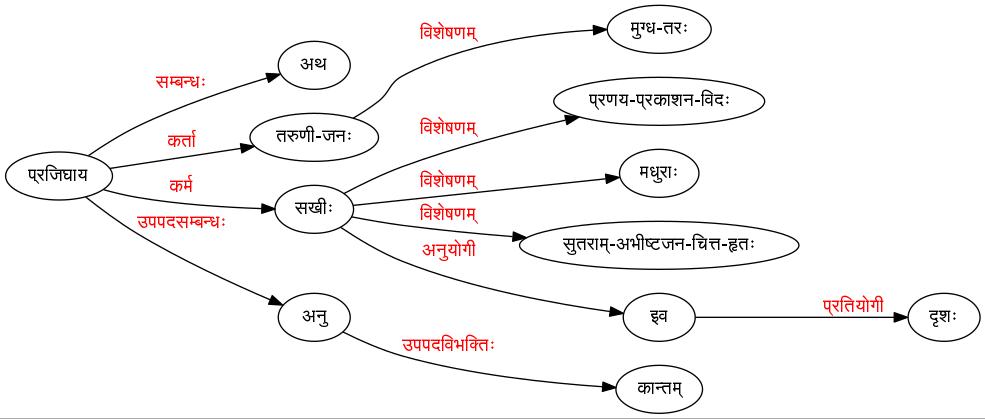 विशेषणम्
मुग्ध-तरः
सम्बन्धः
अथ
प्रणय-प्रकाशन-विदः
कर्ता
तरुणी-जनः
विशेषणम्
प्रजिघाय
कर्म
विशेषणम्
मधुराः
सखीः
विशेषणम्
उपपदसम्बन्धः
अनुयोगी
सुतराम्-अभीष्टजन-चित्त-हृतः
प्रतियोगी
अनु
इव
दृशः
उपपदविभक्तिः
कान्तम्